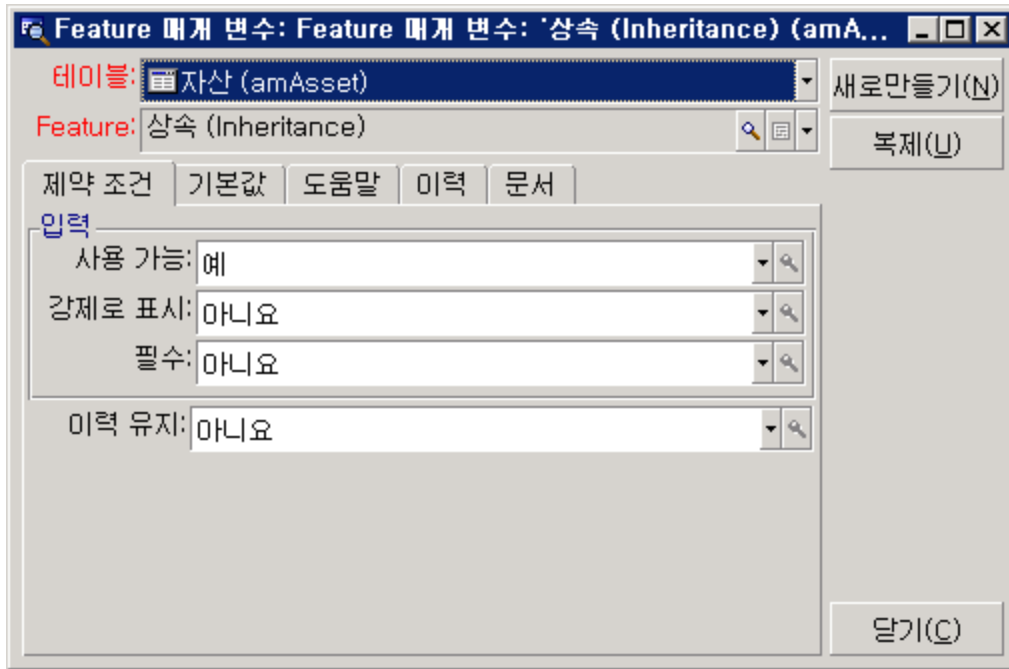 Feature 매개 변수: Feature 매개 변수: '상속 (Inheritance) (amA...
테이블: 자산 (amAsset)
새로만들기(N)
Feature: 상속 (Inheritance)
복제(U)
제약 조건 기본값 도움말 이력 문서
입력
사용 가능: 예
강제로 표시: 아니요
필수: 아니요
이력 유지: 아니요
닫기(C)